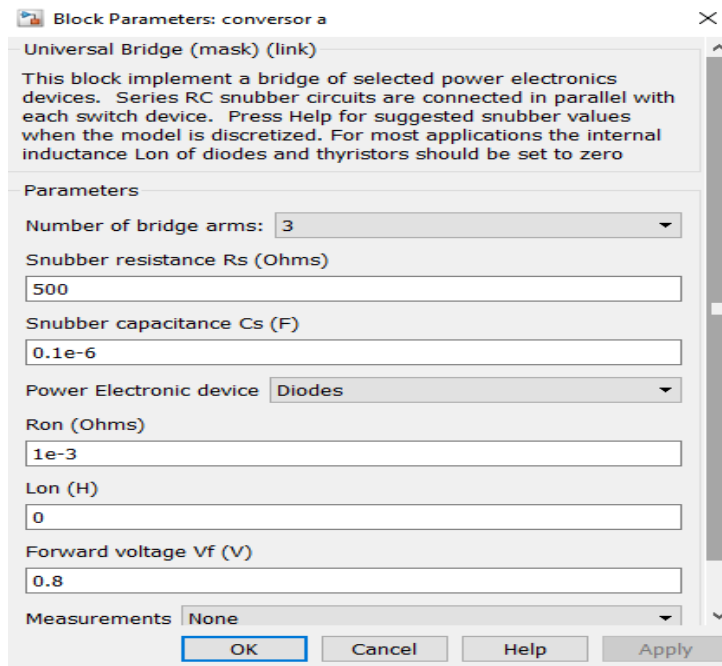 Block Parameters: conversor a
Universal Bridge (mask) (link)
This block implement a bridge of selected power electronics
devices.  Series RC snubber circuits are connected in parallel with
each switch device.  Press Help for suggested snubber values
when the model is discretized. For most applications the internal
inductance Lon of diodes and thyristors should be set to zero
Parameters
Number of bridge arms: 3
Snubber resistance Rs (Ohms)
500
Snubber capacitance Cs (F)
0.1e-6
Power Electronic device Diodes
Ron (Ohms)
1e-3
Lon (H)
0
Forward voltage Vf (V)
0.8
Measurements None
OK Cancel Help Apply